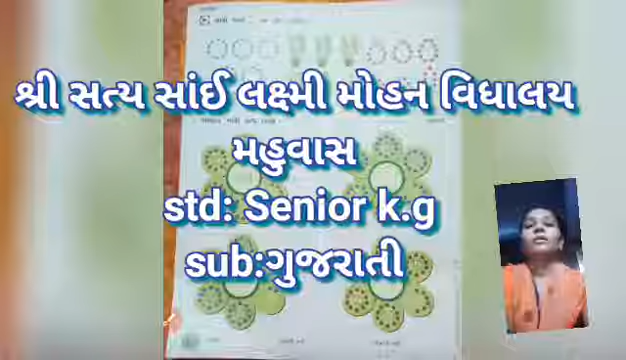 શ્રી સત્ય સાંઈ લક્ષ્મી મોહન વિધાલય
મહુવાસ
std: Senior k.g
sub:ગુજરાતી